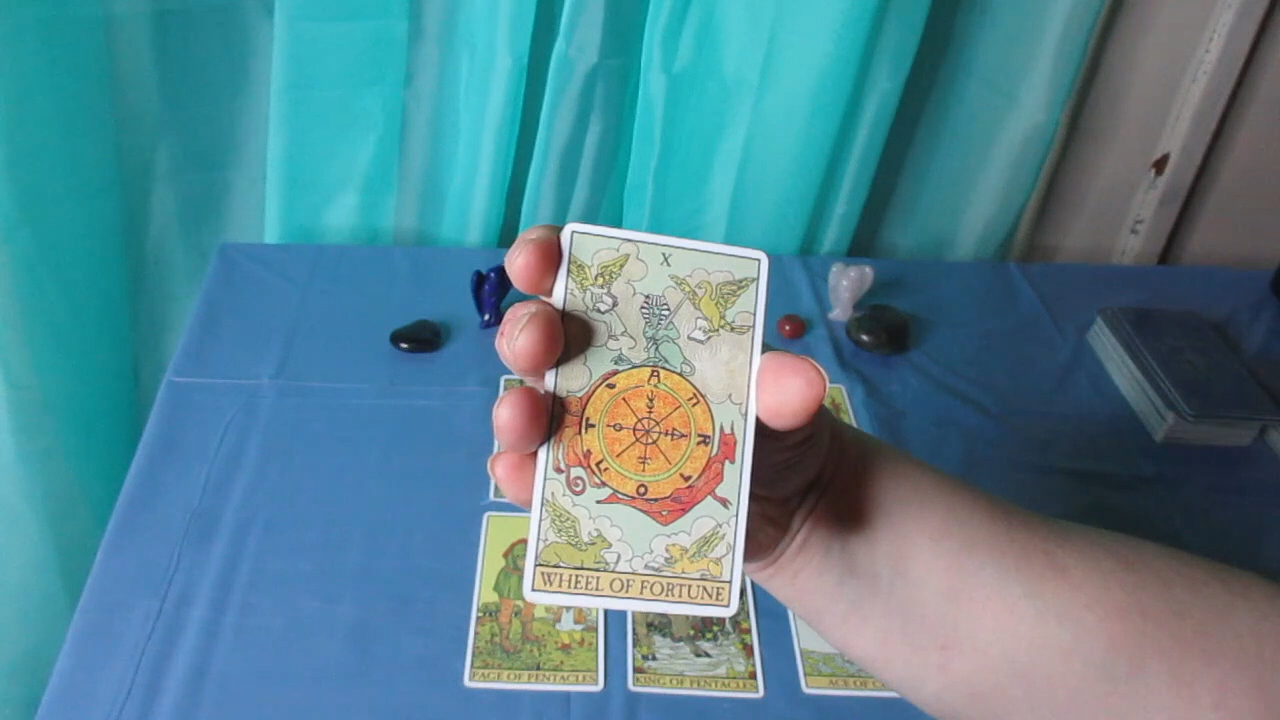 X
T A R O
WHEEL OF FORTUNE
PAGE OF PENTACLES
KING OF PENTACLES
ACE OF